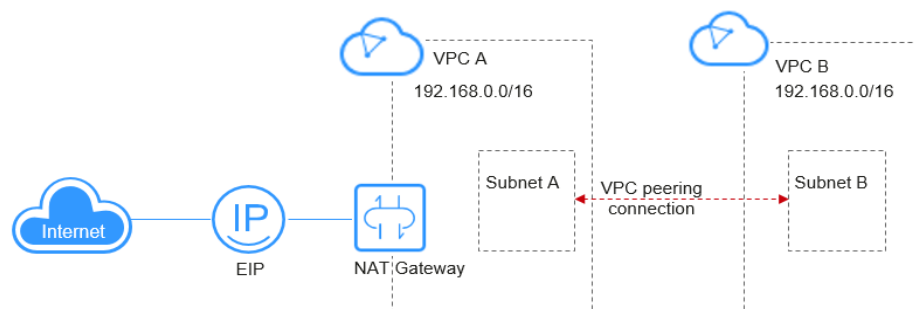 VPC A
192.168.0.0/16
VPC B
192.168.0.0/16
Subnet A
VPC peering
connection
Subnet B
Internet
IP
EIP
NAT Gateway